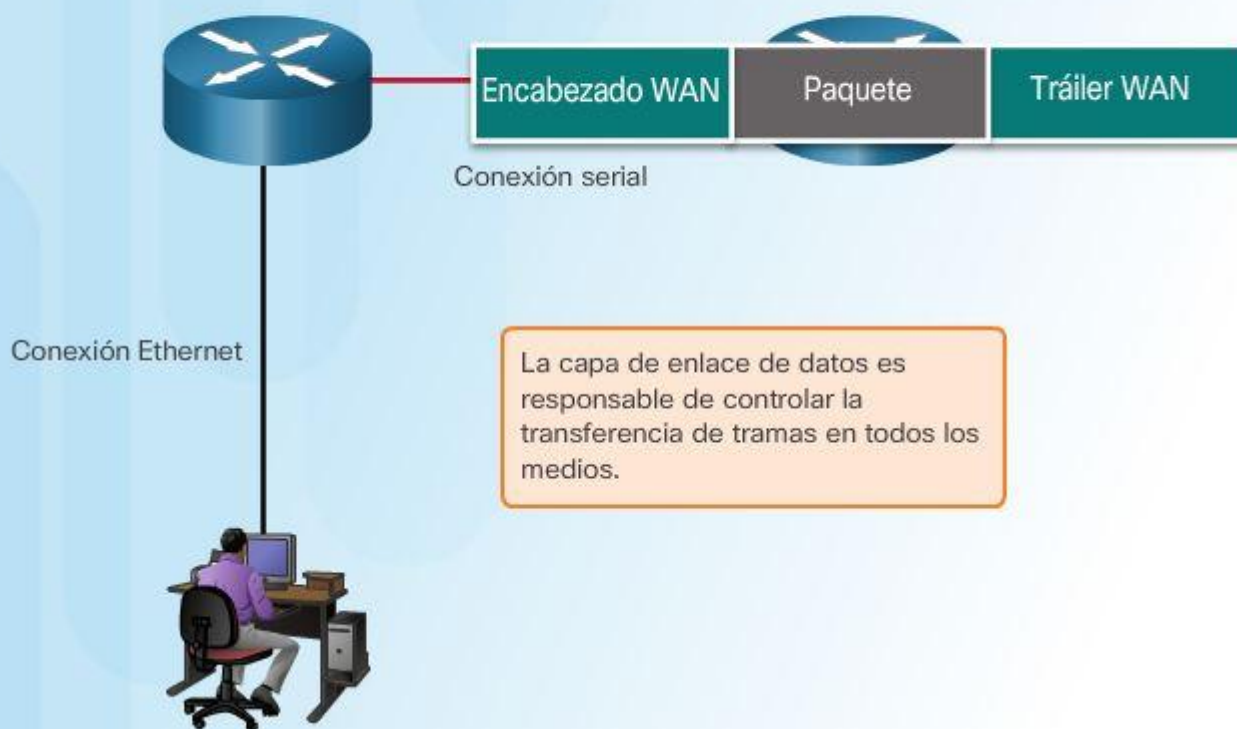 Encabezado WAN
Paquete
Tráiler WAN
Conexión serial
Conexión Ethernet
La capa de enlace de datos es
responsable de controlar la
transferencia de tramas en todos los
medios.